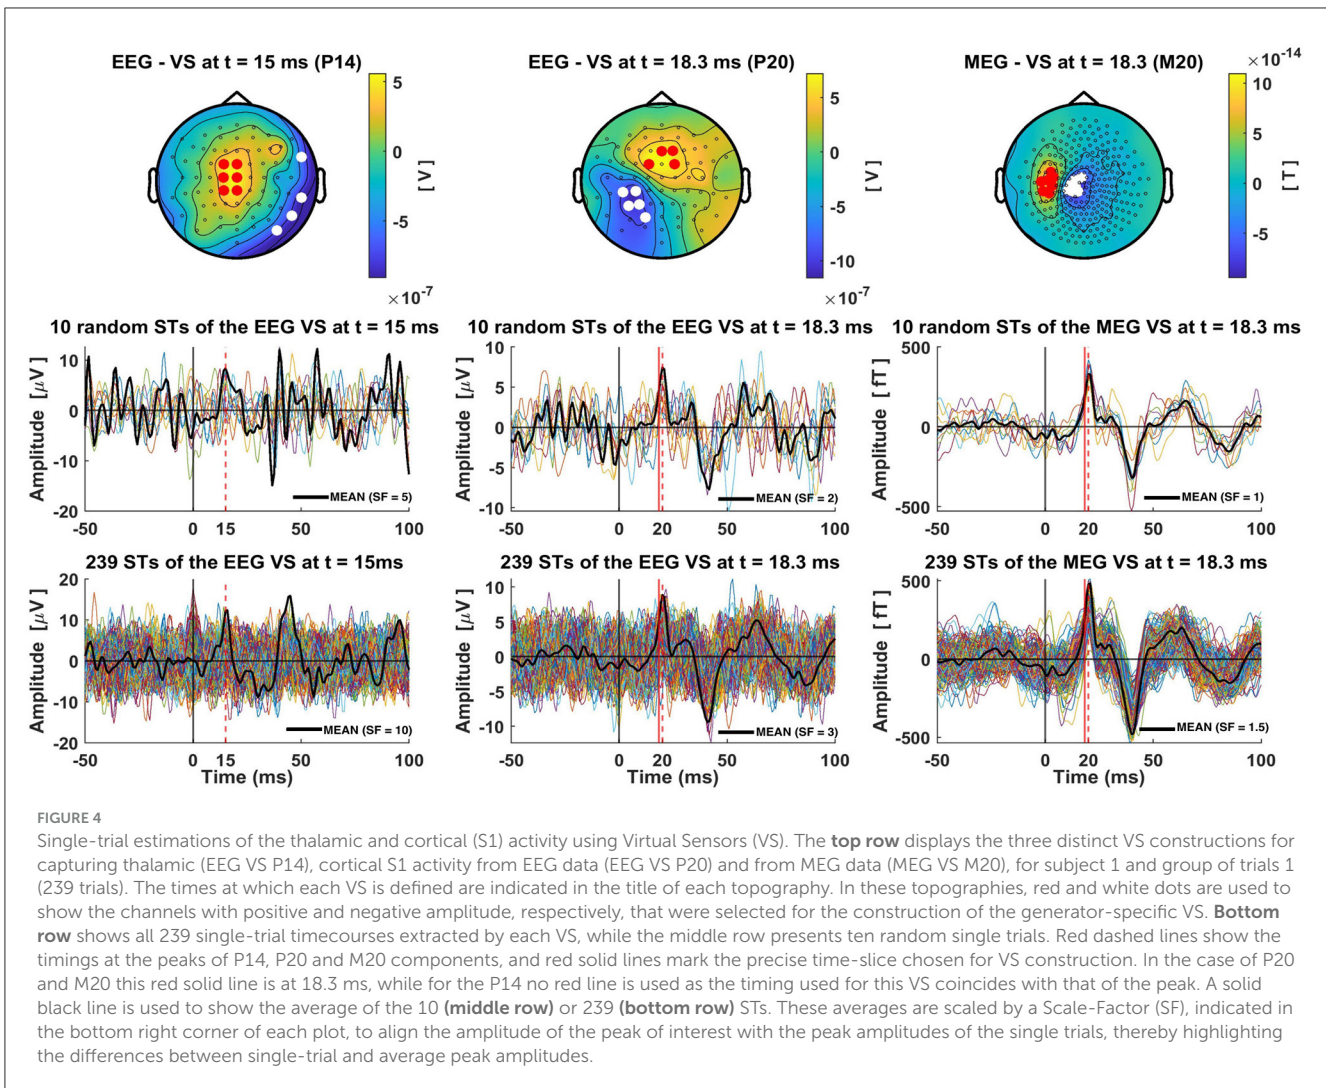 EEG - VS at t = 15 ms (P14)
EEG - VS at t = 18.3 ms (P20)
MEG - VS at t = 18.3 (M20)
×10-14
5
0
-5
[ V ]
×10-7
5
0
-5
-10
[ V ]
×10-7
10
5
0
-5
[ T ]
10 random STs of the EEG VS at t = 15 ms
10 random STs of the EEG VS at t = 18.3 ms
10 random STs of the MEG VS at t = 18.3 ms
Amplitude [μV]
10
0
-10
-20
-50
0
15
50
100
MEAN (SF = 5)
Amplitude [μV]
10
5
0
-5
-10
-50
0
20
50
100
MEAN (SF = 2)
Amplitude [ fT ]
500
0
-500
-50
0
20
50
100
MEAN (SF = 1)
239 STs of the EEG VS at t = 15ms
239 STs of the EEG VS at t = 18.3 ms
239 STs of the MEG VS at t = 18.3 ms
Amplitude [μV]
20
10
0
-10
-20
-50
0
15
50
100
MEAN (SF = 10)
Time (ms)
Amplitude [μV]
10
5
0
-5
-10
-50
0
20
50
100
MEAN (SF = 3)
Time (ms)
Amplitude [ fT ]
500
0
-500
-50
0
20
50
100
MEAN (SF = 1.5)
Time (ms)
FIGURE 4
Single-trial estimations of the thalamic and cortical (S1) activity using Virtual Sensors (VS). The top row displays the three distinct VS constructions for
capturing thalamic (EEG VS P14), cortical S1 activity from EEG data (EEG VS P20) and from MEG data (MEG VS M20), for subject 1 and group of trials 1
(239 trials). The times at which each VS is defined are indicated in the title of each topography. In these topographies, red and white dots are used to
show the channels with positive and negative amplitude, respectively, that were selected for the construction of the generator-specific VS. Bottom
row shows all 239 single-trial timecourses extracted by each VS, while the middle row presents ten random single trials. Red dashed lines show the
timings at the peaks of P14, P20 and M20 components, and red solid lines mark the precise time-slice chosen for VS construction. In the case of P20
and M20 this red solid line is at 18.3 ms, while for the P14 no red line is used as the timing used for this VS coincides with that of the peak. A solid
black line is used to show the average of the 10 (middle row) or 239 (bottom row) STs. These averages are scaled by a Scale-Factor (SF), indicated in
the bottom right corner of each plot, to align the amplitude of the peak of interest with the peak amplitudes of the single trials, thereby highlighting
the differences between single-trial and average peak amplitudes.